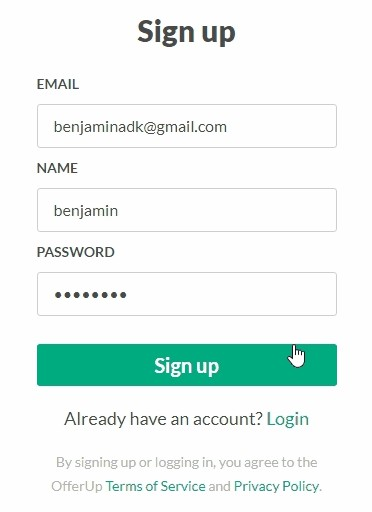 Sign up
EMAIL
benjaminadk@gmail.com
NAME
benjamin
PASSWORD
••••••••
Sign up
Already have an account? Login
By signing up or logging in, you agree to the
OfferUp Terms of Service and Privacy Policy.